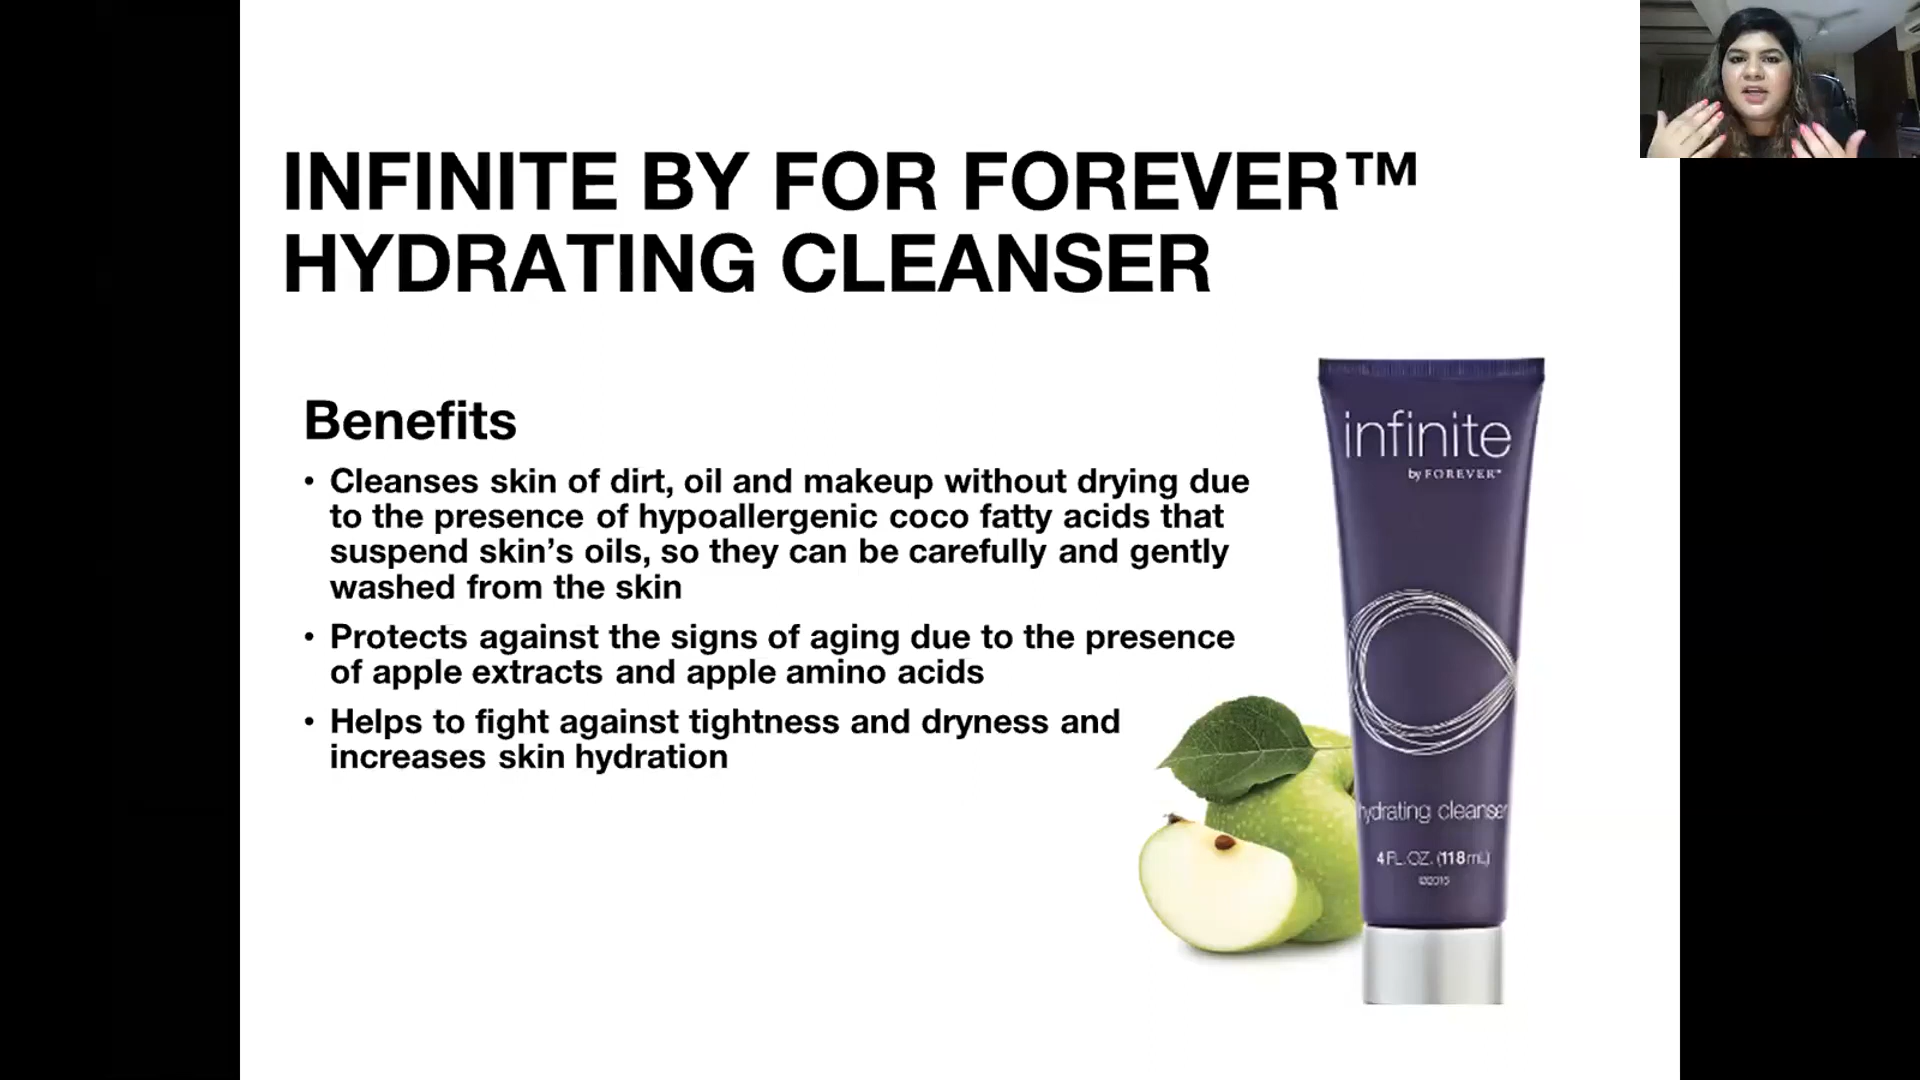 INFINITE BY FOR FOREVER™
HYDRATING CLEANSER
Benefits
• Cleanses skin of dirt, oil and makeup without drying due
to the presence of hypoallergenic coco fatty acids that
suspend skin's oils, so they can be carefully and gently
washed from the skin
• Protects against the signs of aging due to the presence
of apple extracts and apple amino acids
• Helps to fight against tightness and dryness and
increases skin hydration
infinite
by FOREVER™
hydrating cleanser
4 FL. OZ. (118 mL)